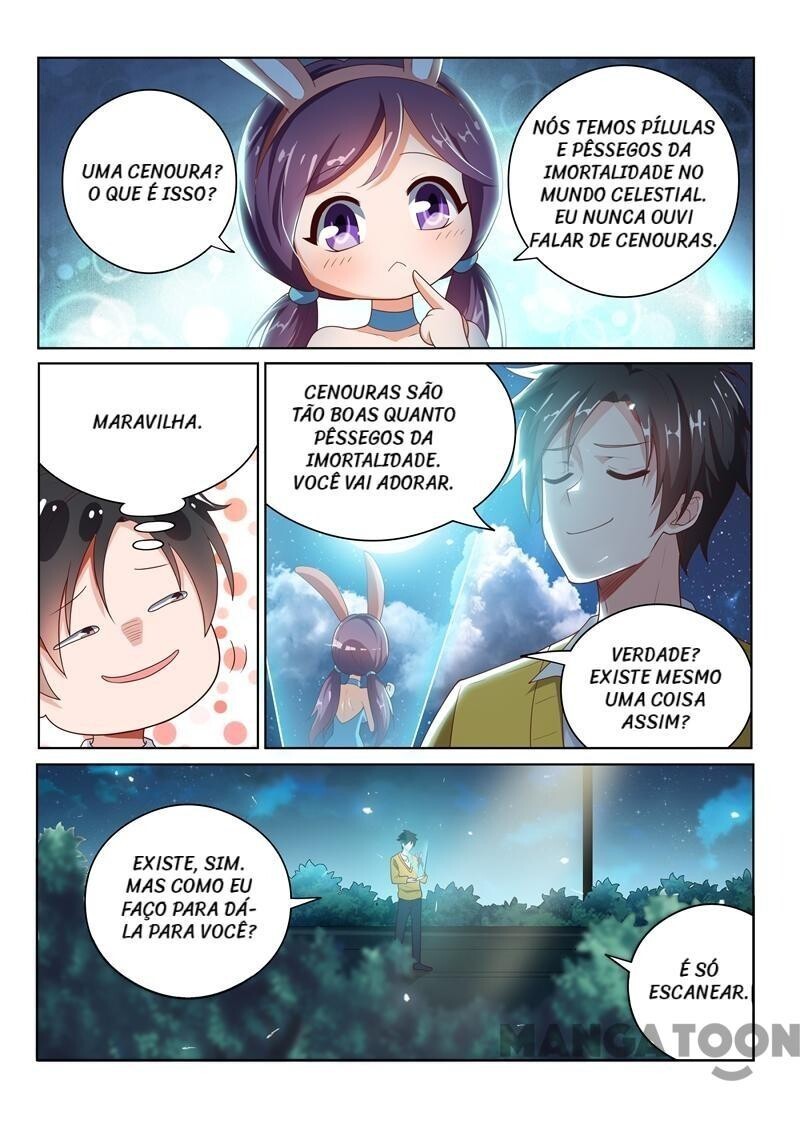 UMA CENOURA?
O QUE É ISSO?
NÓS TEMOS PÍLULAS
E PÊSSEGOS DA
IMORTALIDADE NO
MUNDO CELESTIAL.
EU NUNCA OUVI
FALAR DE CENOURAS.
MARAVILHA.
CENOURAS SÃO
TÃO BOAS QUANTO
PÊSSEGOS DA
IMORTALIDADE.
VOCÊ VAI ADORAR.
VERDADE?
EXISTE MESMO
UMA COISA
ASSIM?
EXISTE, SIM.
MAS COMO EU
FAÇO PARA DÁ-
LA PARA VOCÊ?
É SÓ
ESCANEAR.
MANGATOON